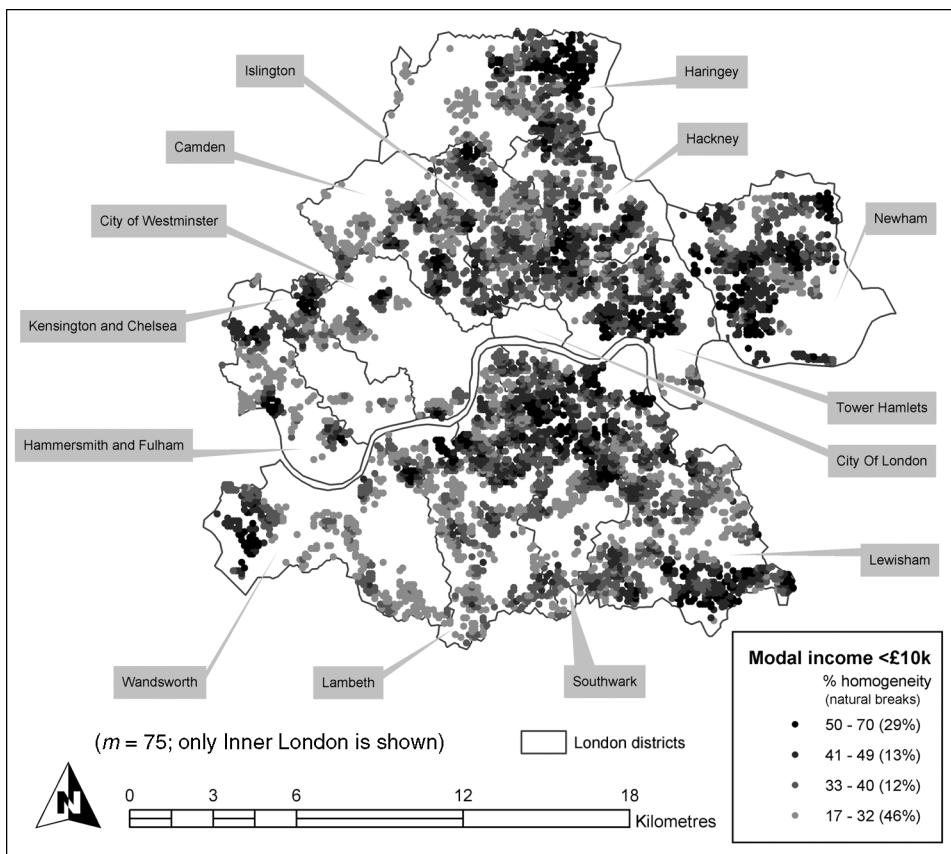 Islington
Haringey
Camden
Hackney
City of Westminster
Newham
Kensington and Chelsea
Tower Hamlets
Hammersmith and Fulham
City Of London
Lewisham
Wandsworth
Lambeth
Southwark
Modal income <£10k
% homogeneity
(natural breaks)
50 - 70 (29%)
41 - 49 (13%)
33 - 40 (12%)
17 - 32 (46%)
(m = 75; only Inner London is shown)
London districts
N
0 3 6 12 18
Kilometres